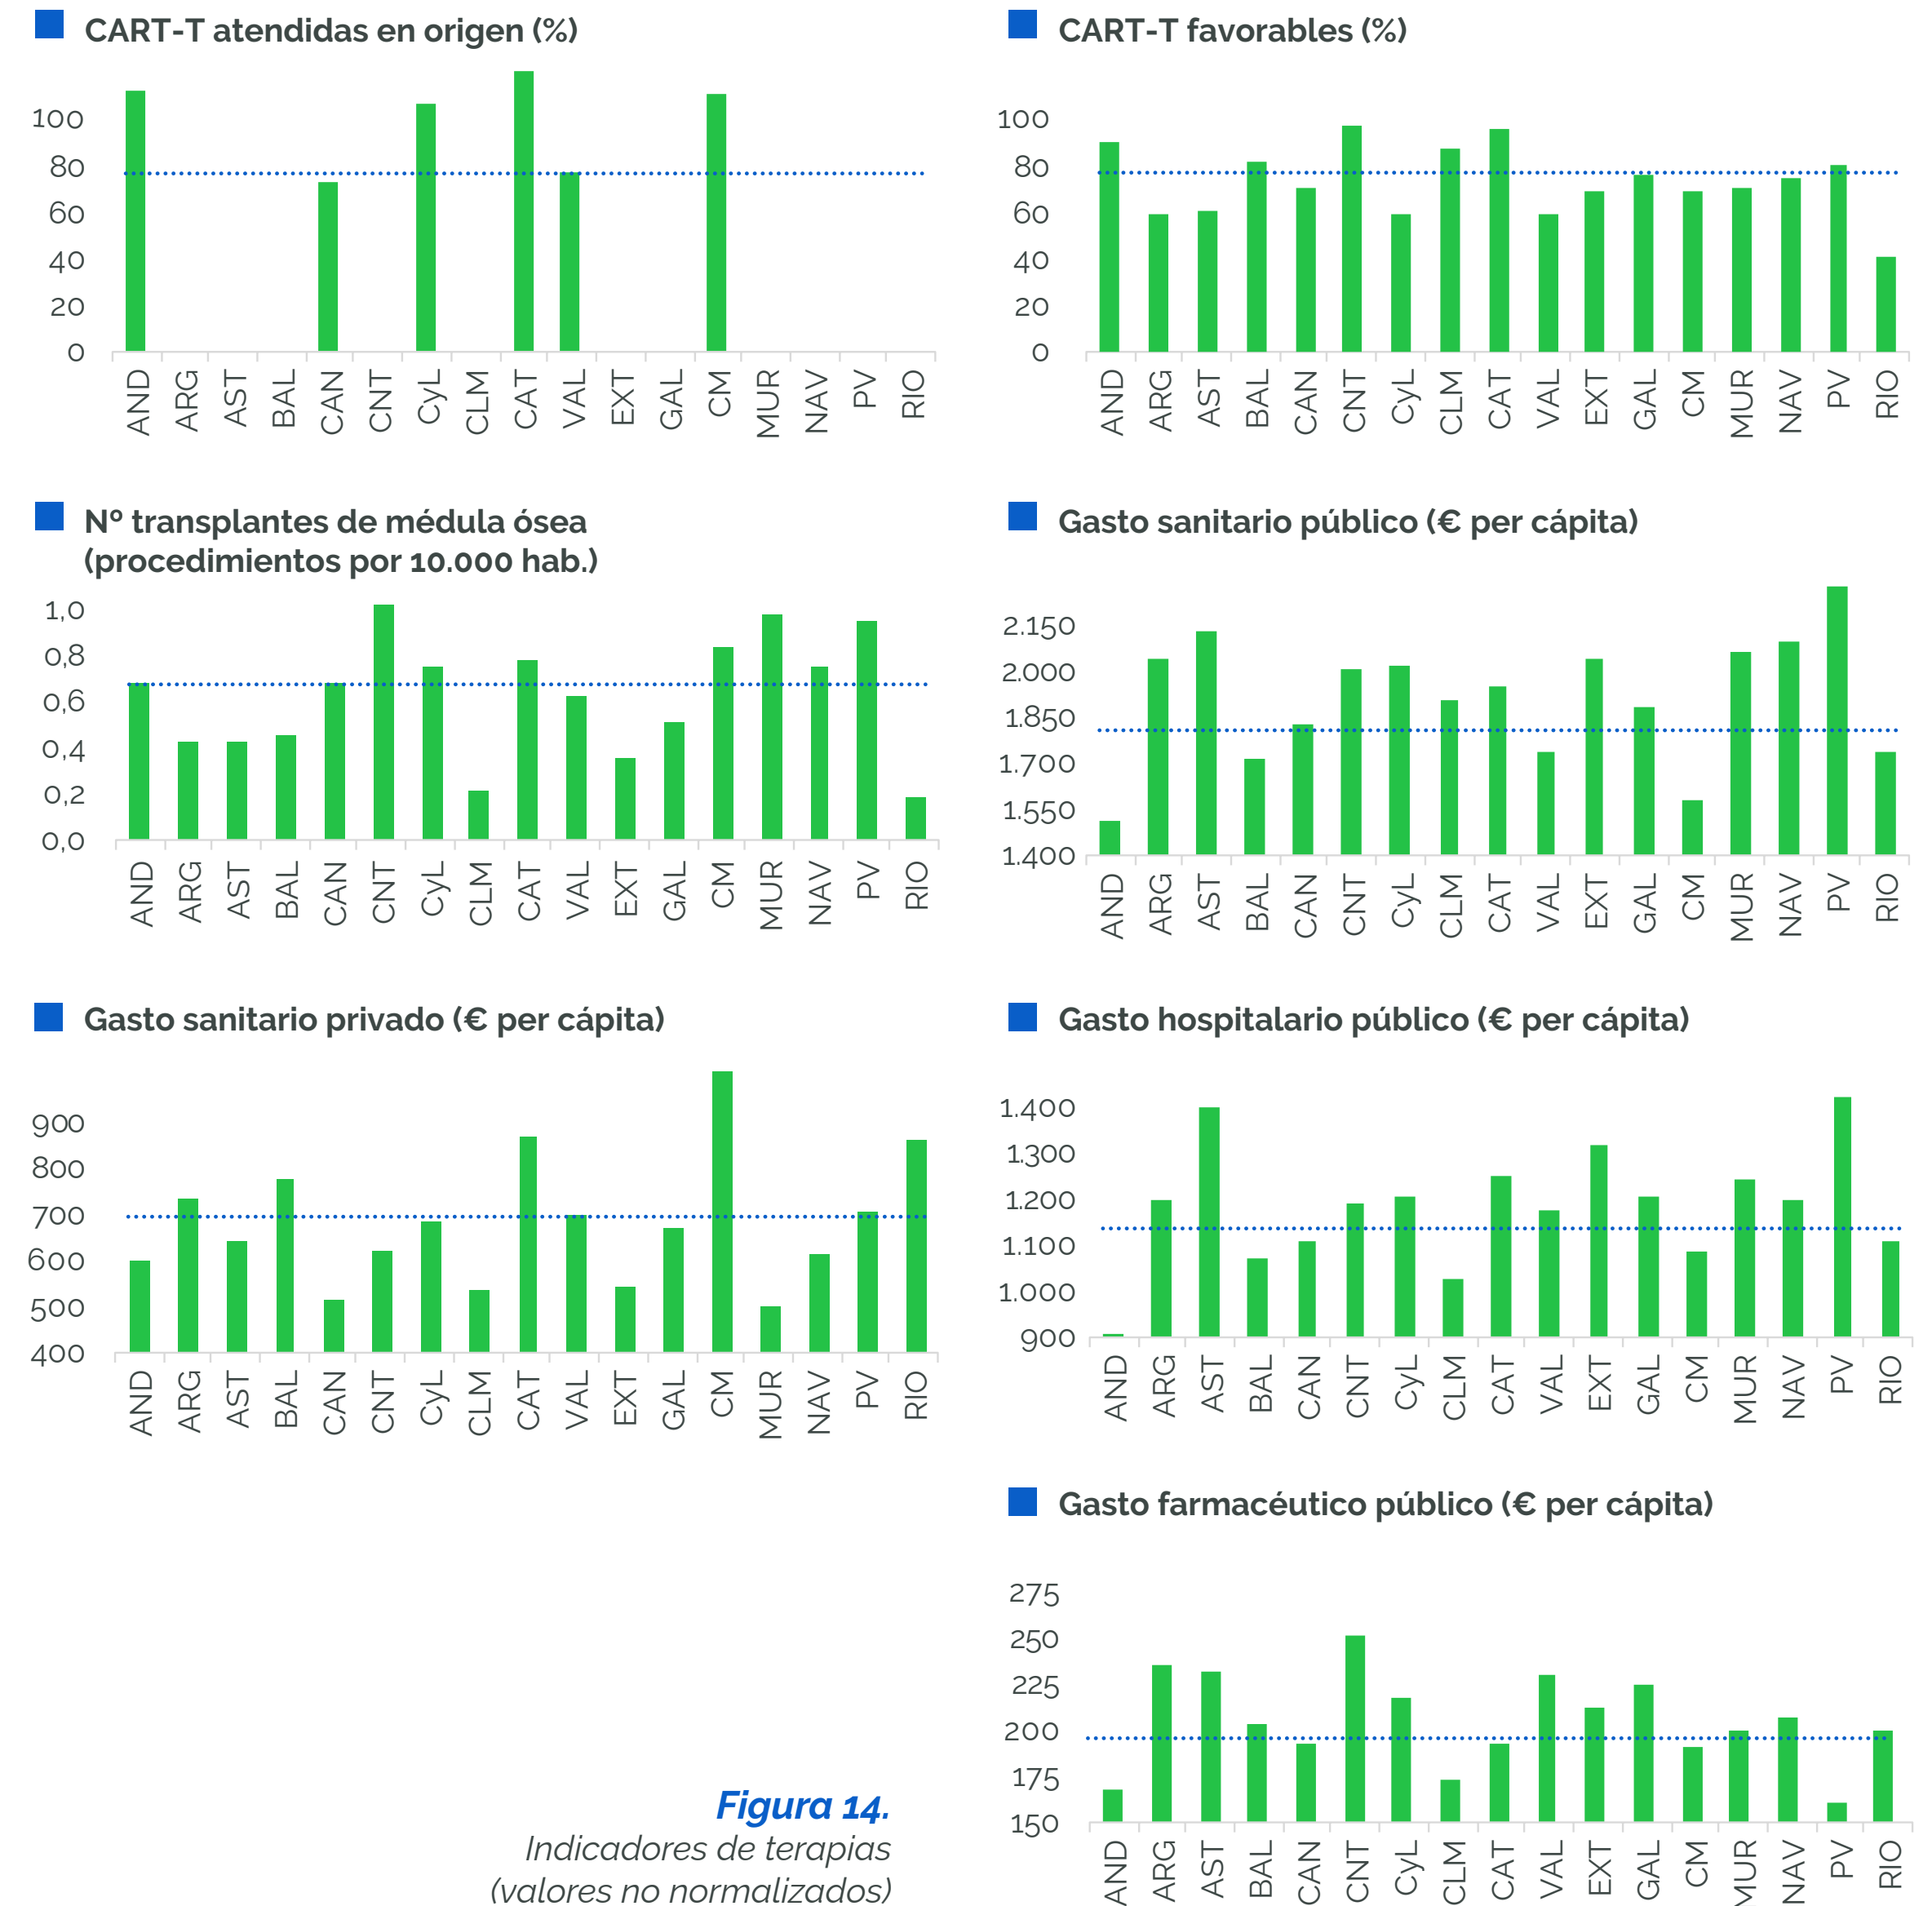 CART-T atendidas en origen (%)
100
80
60
40
20
0
AND ARG AST BAL CAN CNT CyL CLM CAT VAL EXT GAL CM MUR NAV PV RIO
CART-T favorables (%)
100
80
60
40
20
0
AND ARG AST BAL CAN CNT CyL CLM CAT VAL EXT GAL CM MUR NAV PV RIO
Nº transplantes de médula ósea
(procedimientos por 10.000 hab.)
1,0
0,8
0,6
0,4
0,2
0,0
AND ARG AST BAL CAN CNT CyL CLM CAT VAL EXT GAL CM MUR NAV PV RIO
Gasto sanitario público (€ per cápita)
2.150
2.000
1.850
1.700
1.550
1.400
AND ARG AST BAL CAN CNT CyL CLM CAT VAL EXT GAL CM MUR NAV PV RIO
Gasto sanitario privado (€ per cápita)
900
800
700
600
500
400
AND ARG AST BAL CAN CNT CyL CLM CAT VAL EXT GAL CM MUR NAV PV RIO
Gasto hospitalario público (€ per cápita)
1.400
1.300
1.200
1.100
1.000
900
AND ARG AST BAL CAN CNT CyL CLM CAT VAL EXT GAL CM MUR NAV PV RIO
Gasto farmacéutico público (€ per cápita)
275
250
225
200
175
150
AND ARG AST BAL CAN CNT CyL CLM CAT VAL EXT GAL CM MUR NAV PV RIO
Figura 14.
Indicadores de terapias
(valores no normalizados)